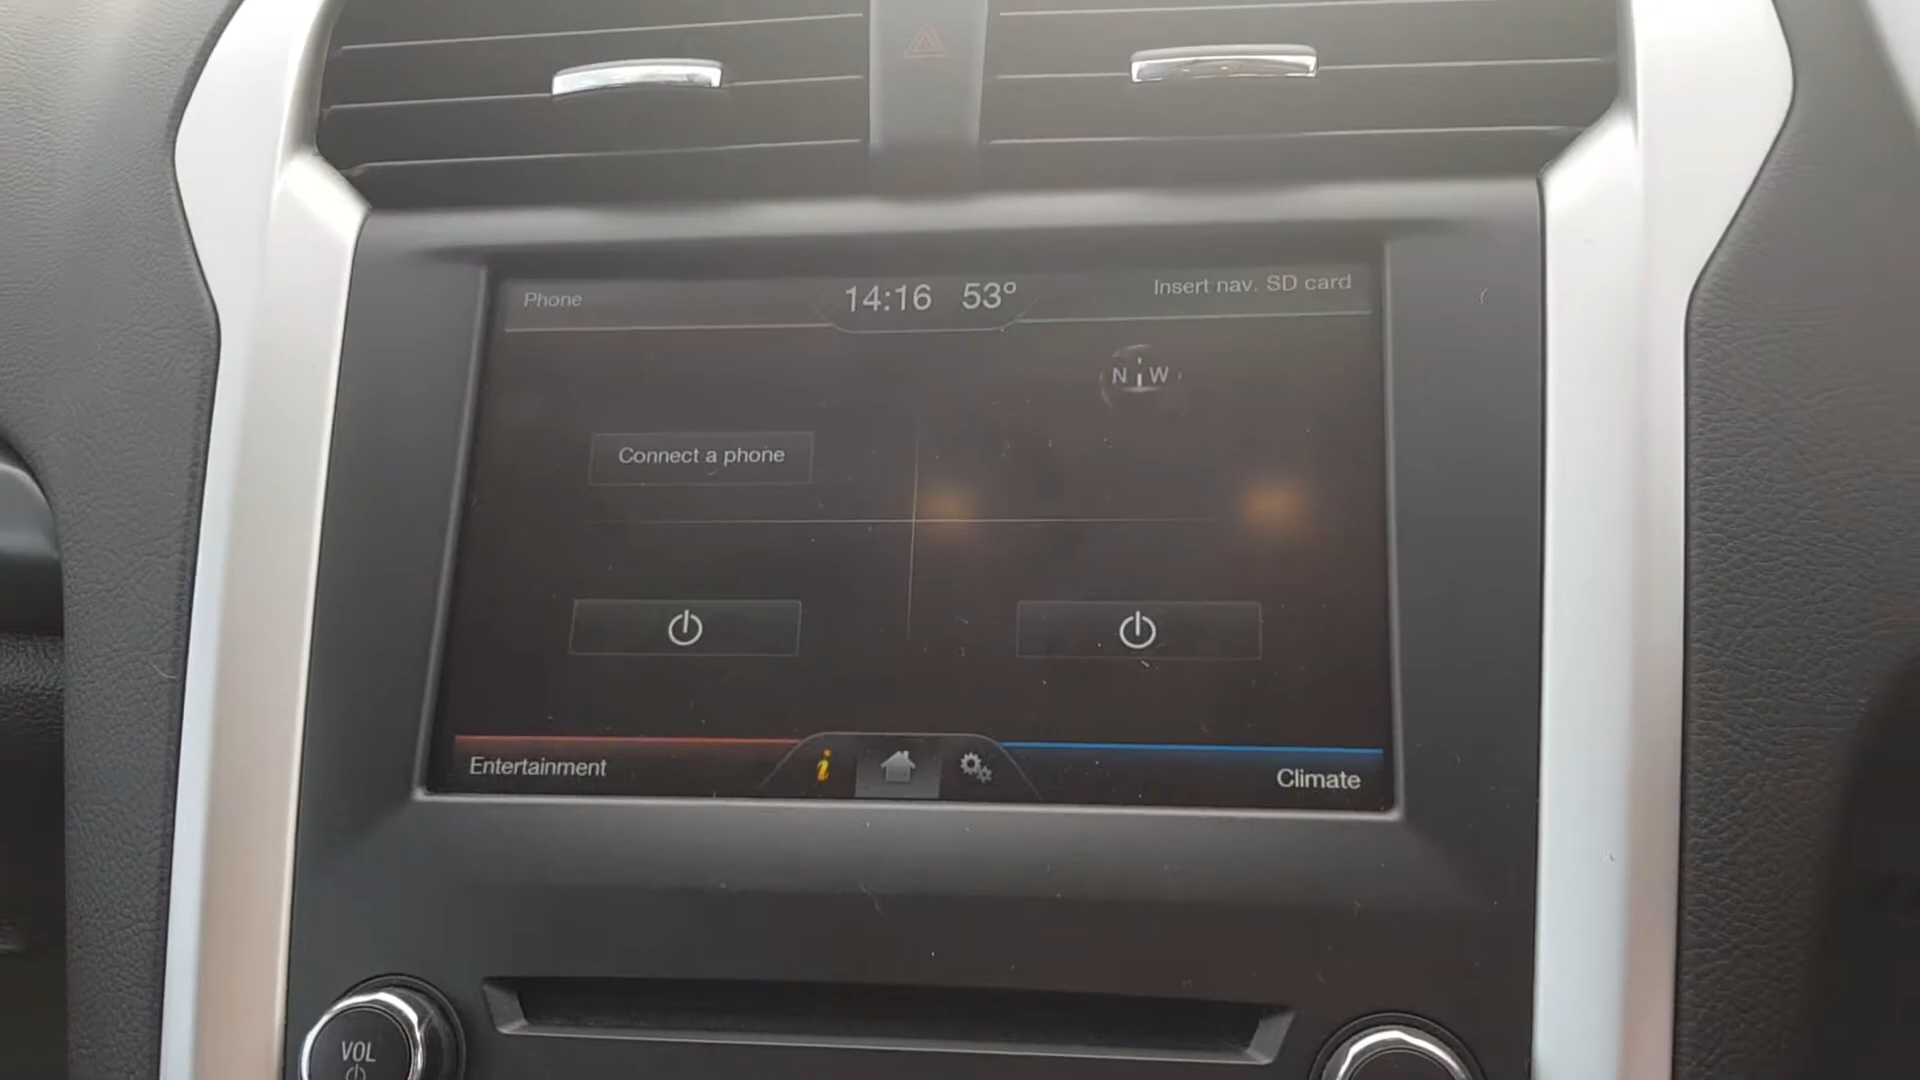 Phone
14:16 53°
Insert nav. SD card
N W
Connect a phone
Entertainment
i
Climate
VOL